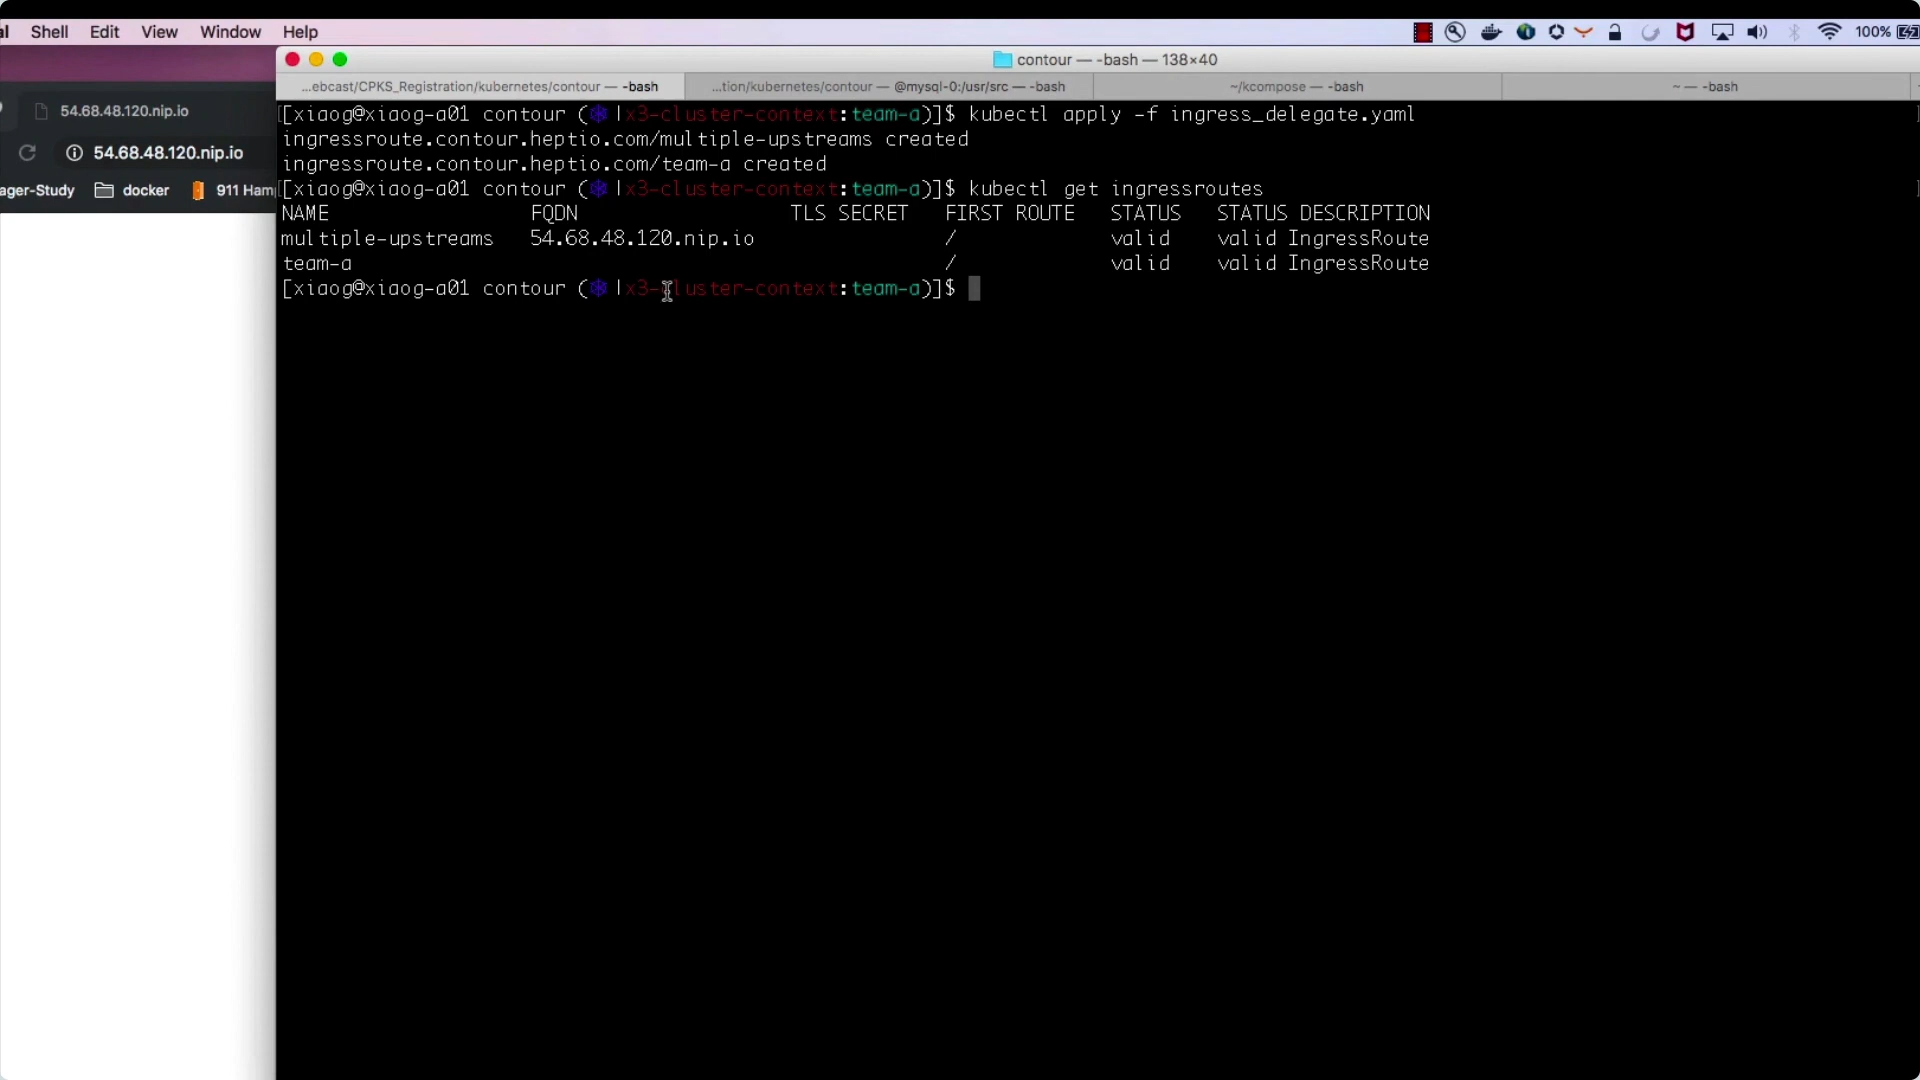 Shell Edit View Window Help 100%
contour — -bash — 138×40
...ebcast/CPKS_Registration/kubernetes/contour — -bash ...tion/kubernetes/contour — @mysql-0:/usr/src — -bash ~/kcompose — -bash ~ — -bash
54.68.48.120.nip.io
54.68.48.120.nip.io
ager-Study docker 911 Ham
[xiaog@xiaog-a01 contour (⎈ |x3-cluster-context:team-a)]$ kubectl apply -f ingress_delegate.yaml
ingressroute.contour.heptio.com/multiple-upstreams created
ingressroute.contour.heptio.com/team-a created
[xiaog@xiaog-a01 contour (⎈ |x3-cluster-context:team-a)]$ kubectl get ingressroutes
NAME FQDN TLS SECRET FIRST ROUTE STATUS STATUS DESCRIPTION
multiple-upstreams 54.68.48.120.nip.io / valid valid IngressRoute
team-a / valid valid IngressRoute
[xiaog@xiaog-a01 contour (⎈ |x3-cluster-context:team-a)]$